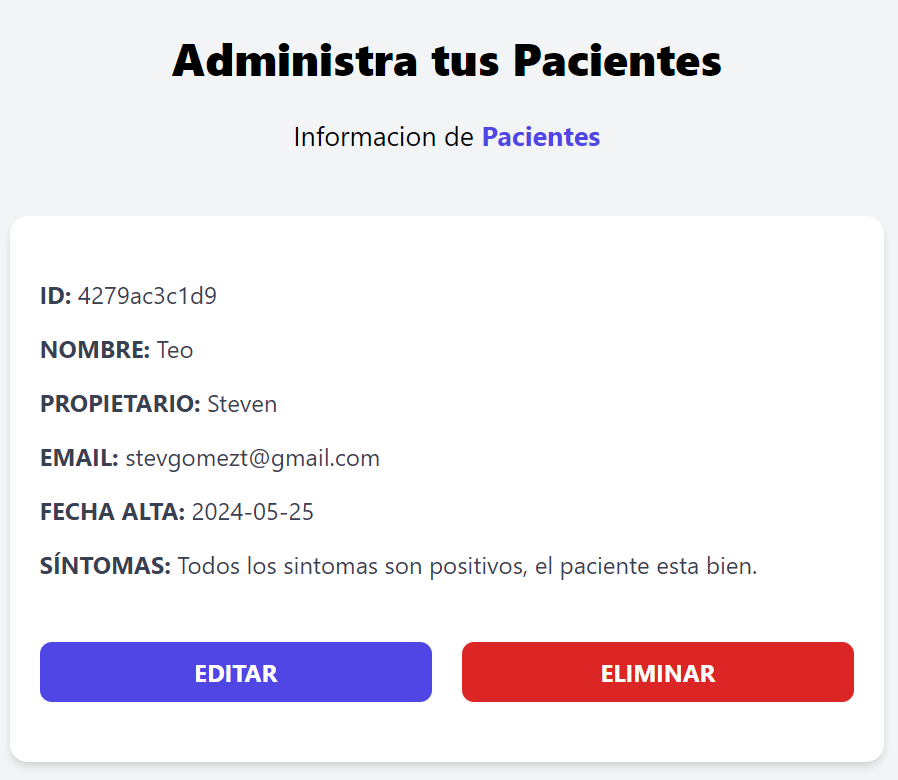 Administra tus Pacientes
Informacion de Pacientes
ID: 4279ac3c1d9
NOMBRE: Teo
PROPIETARIO: Steven
EMAIL: stevgomezt@gmail.com
FECHA ALTA: 2024-05-25
SÍNTOMAS: Todos los sintomas son positivos, el paciente esta bien.
EDITAR
ELIMINAR